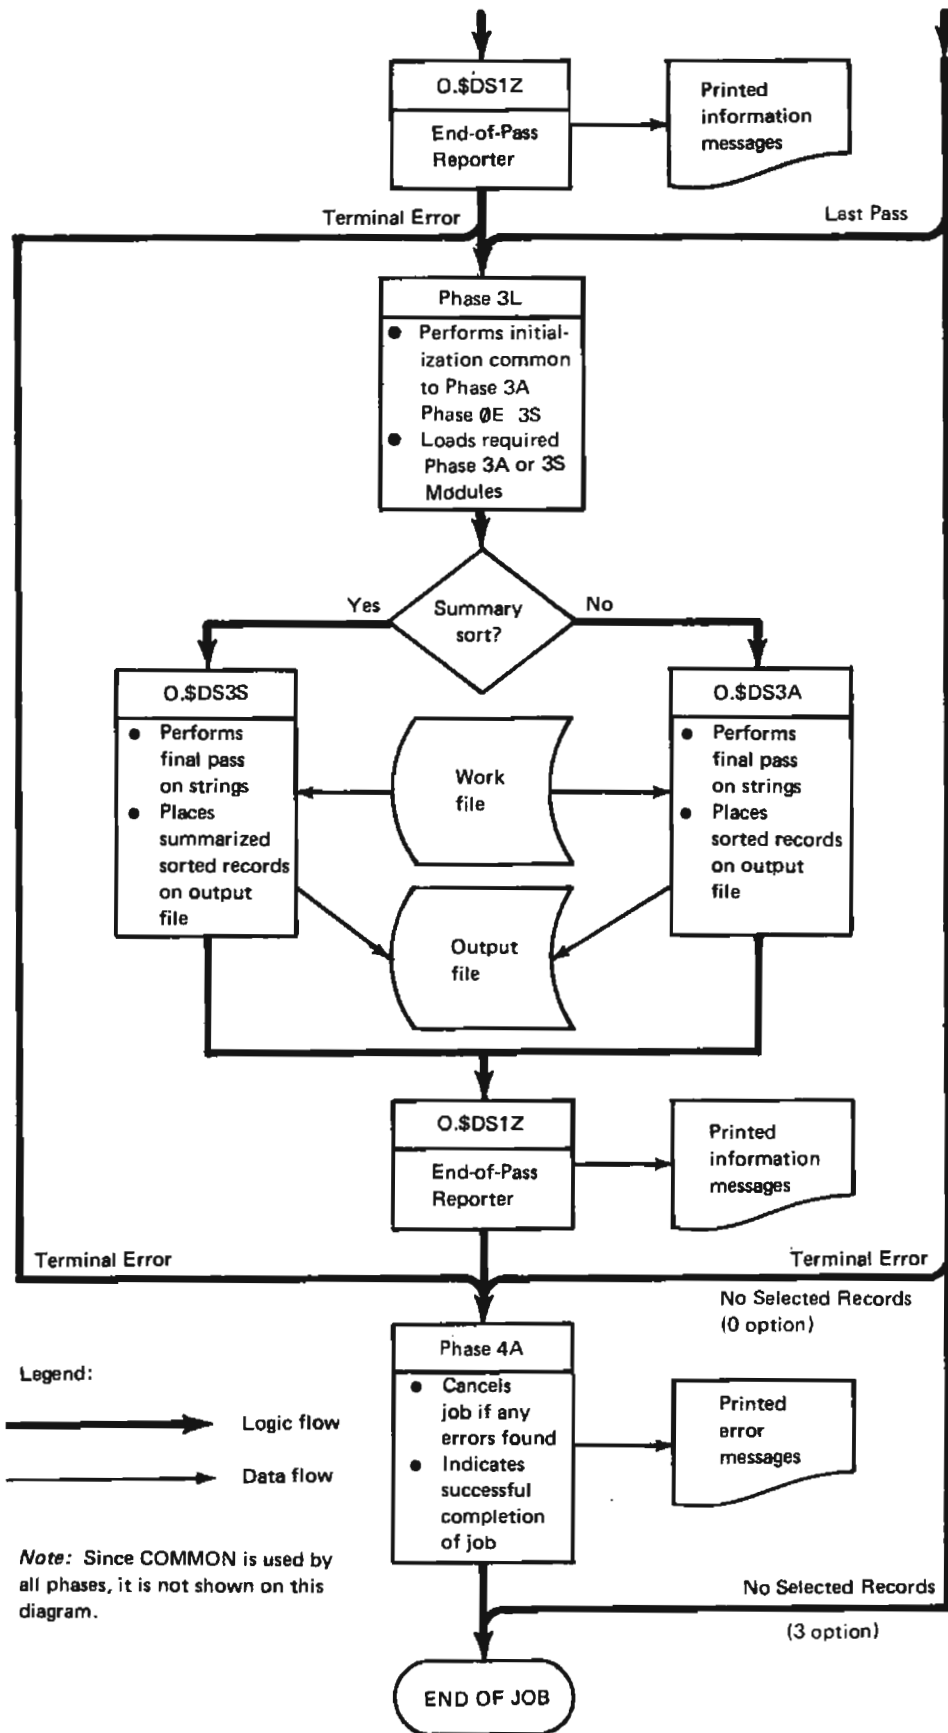 O.$DS1Z
End-of-Pass
Reporter
Printed
information
messages
Terminal Error
Last Pass
Phase 3L
● Performs initial-
ization common
to Phase 3A
Phase ØE 3S
● Loads required
Phase 3A or 3S
Modules
Yes
Summary
sort?
No
O.$DS3S
● Performs
final pass
on strings
● Places
summarized
sorted records
on output
file
Work
file
O.$DS3A
● Performs
final pass
on strings
● Places
sorted records
on output
file
Output
file
O.$DS1Z
End-of-Pass
Reporter
Printed
information
messages
Terminal Error
Terminal Error
No Selected Records
(0 option)
Phase 4A
● Cancels
job if any
errors found
● Indicates
successful
completion
of job
Printed
error
messages
Legend:
Logic flow
Data flow
Note: Since COMMON is used by
all phases, it is not shown on this
diagram.
No Selected Records
(3 option)
END OF JOB